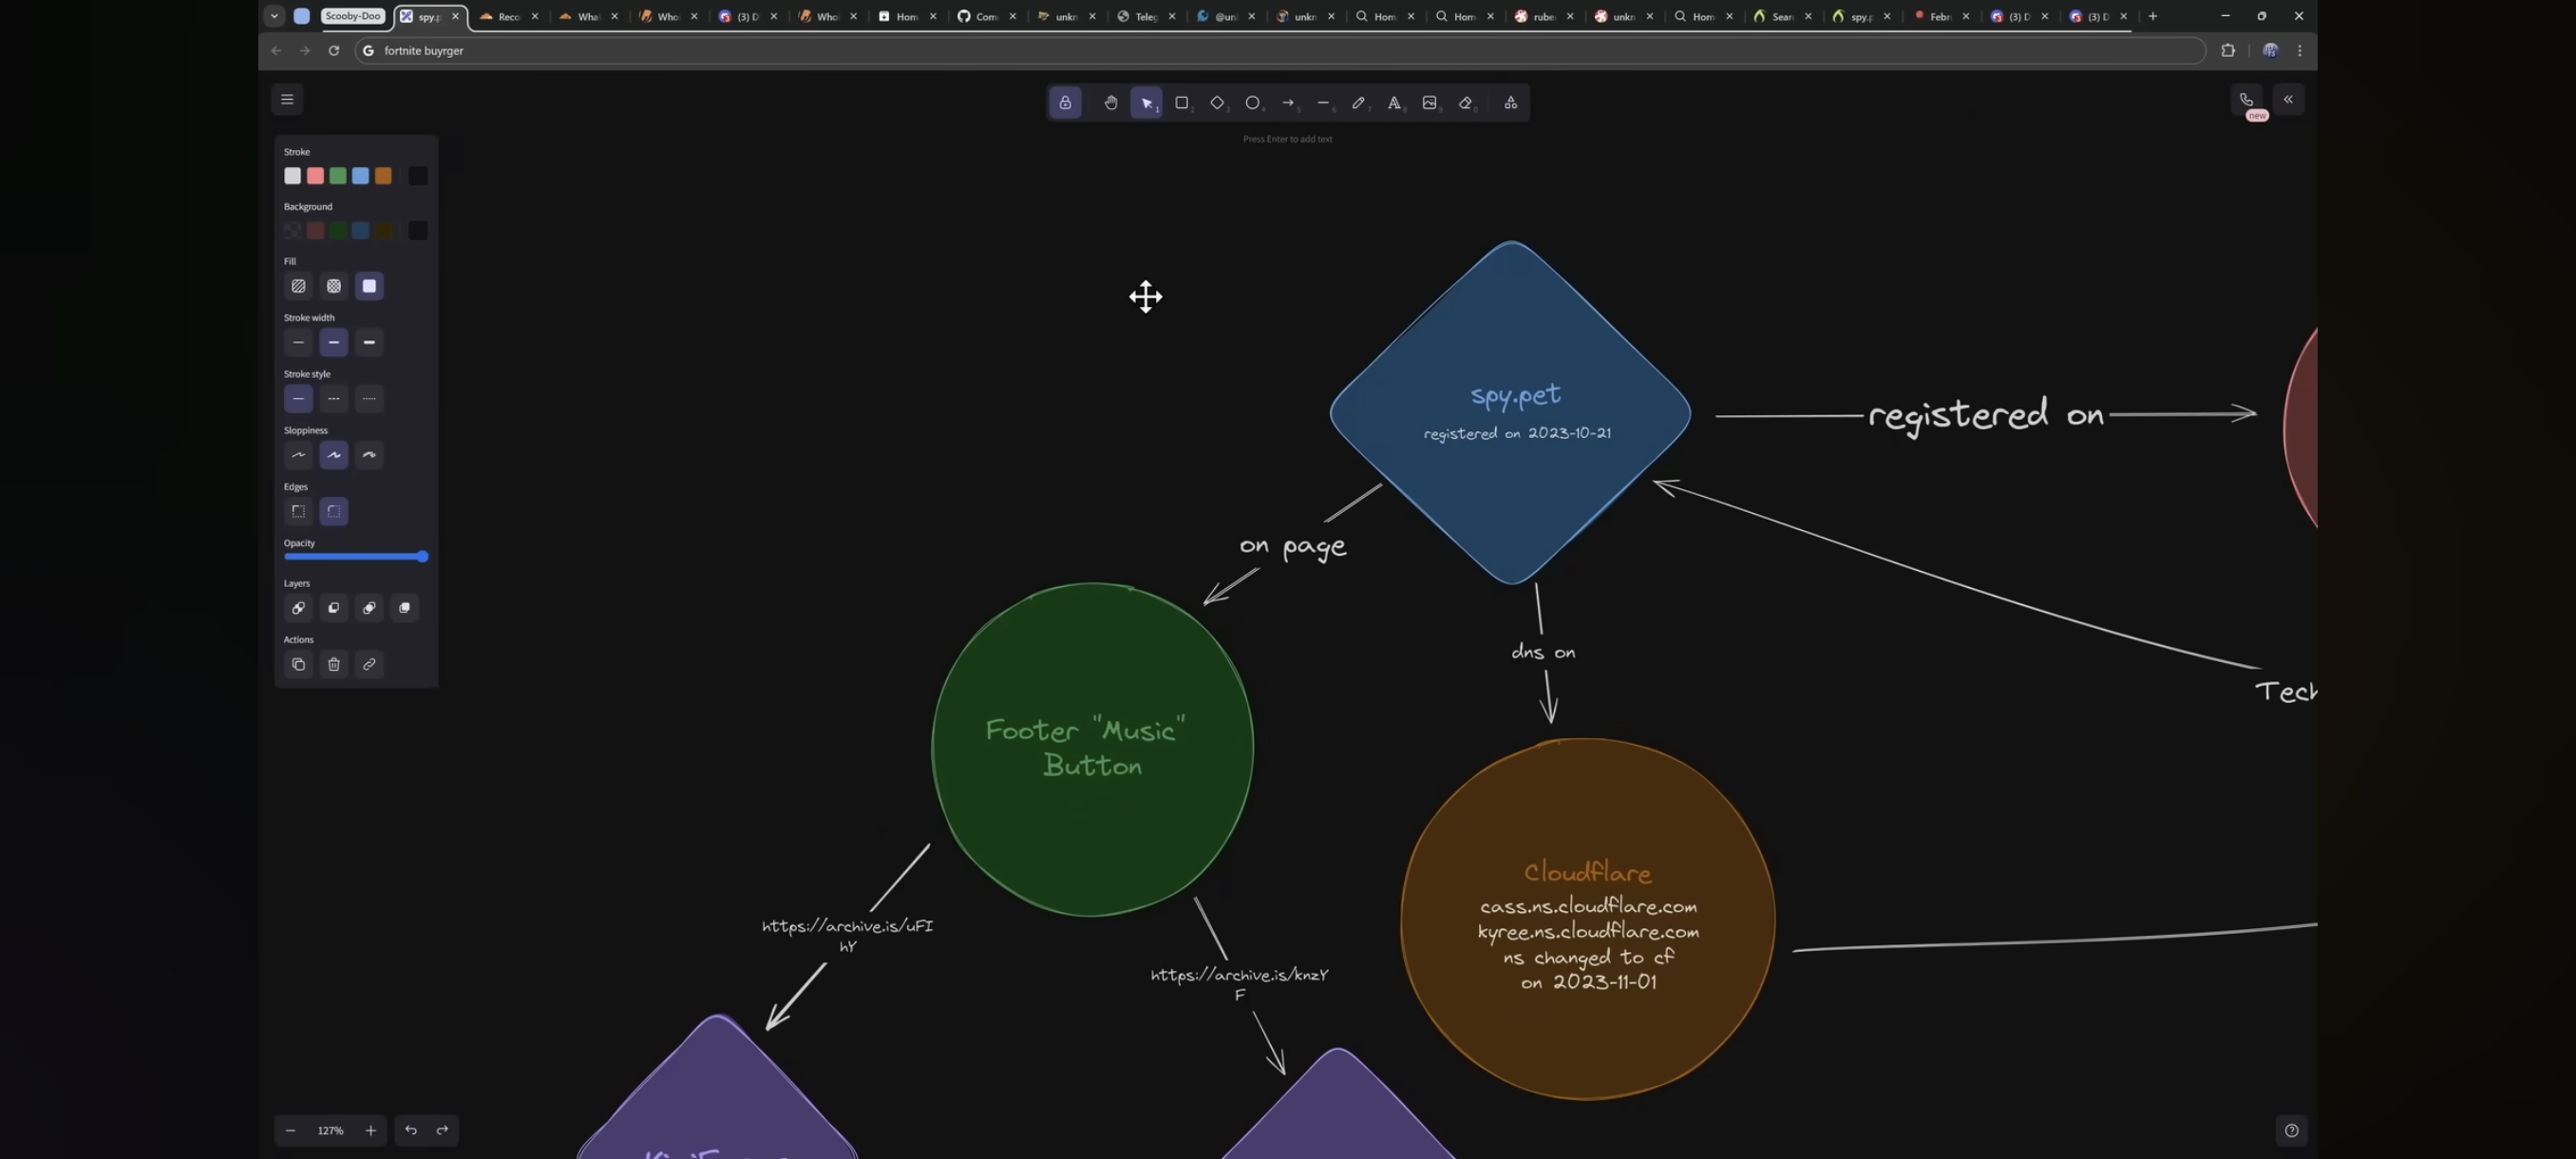 Scooby-Doo
spy.p
Reco
What
Who
(3) D
Who
Hom
Com
unkn
Teleg
@un
unkn
Hom
Hom
rube
unkn
Hom
Sear
spy.p
Febru
(3) D
(3) D
fortnite buyrger
Press Enter to add text
new
Stroke
Background
Fill
Stroke width
Stroke style
Sloppiness
Edges
Opacity
Layers
Actions
spy.pet
registered on 2023-10-21
registered on
on page
dns on
Tech
Footer "Music"
Button
Cloudflare
cass.ns.cloudflare.com
kyree.ns.cloudflare.com
ns changed to cf
on 2023-11-01
https://archive.is/uFI
hY
https://archive.is/knzY
F
127%